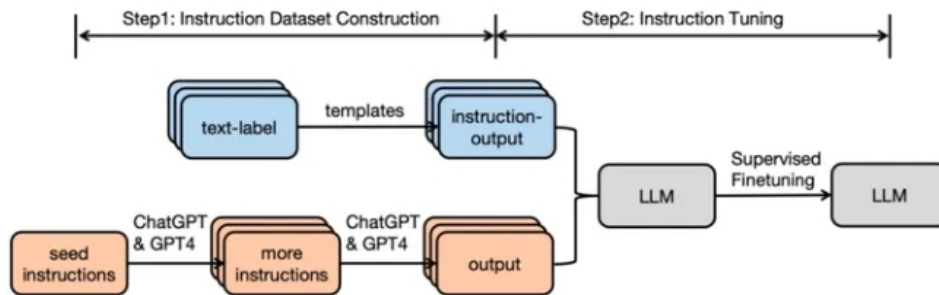 Step1: Instruction Dataset Construction
Step2: Instruction Tuning
text-label
templates
instruction-
output
LLM
Supervised
Finetuning
LLM
seed
instructions
ChatGPT
& GPT4
more
instructions
ChatGPT
& GPT4
output